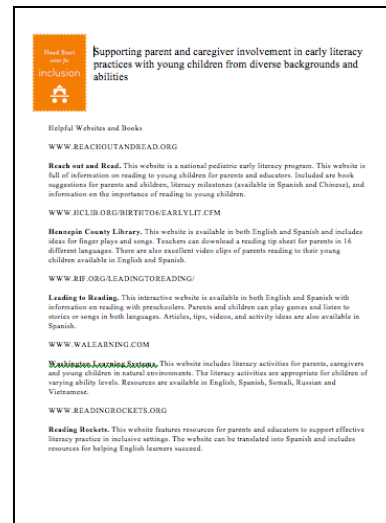 Head Start
center for
inclusion
Supporting parent and caregiver involvement in early literacy
practices with young children from diverse backgrounds and
abilities
Helpful Websites and Books
WWW.REACHOUTANDREAD.ORG
Reach out and Read. This website is a national pediatric early literacy program. This website is
full of information on reading to young children for parents and educators. Included are book
suggestions for parents and children, literacy milestones (available in Spanish and Chinese), and
information on the importance of reading to young children.
WWW.HCLIB.ORG/BIRTHTO6/EARLYLIT.CFM
Hennepin County Library. This website is available in both English and Spanish and includes
ideas for finger plays and songs. Teachers can download a reading tip sheet for parents in 16
different languages. There are also excellent video clips of parents reading to their young
children available in English and Spanish.
WWW.RIF.ORG/LEADINGTOREADING/
Leading to Reading. This interactive website is available in both English and Spanish with
information on reading with preschoolers. Parents and children can play games and listen to
stories or songs in both languages. Articles, tips, videos, and activity ideas are also available in
Spanish.
WWW.WALEARNING.COM
Washington Learning Systems. This website includes literacy activities for parents, caregivers
and young children in natural environments. The literacy activities are appropriate for children of
varying ability levels. Resources are available in English, Spanish, Somali, Russian and
Vietnamese.
WWW.READINGROCKETS.ORG
Reading Rockets. This website features resources for parents and educators to support effective
literacy practice in inclusive settings. The website can be translated into Spanish and includes
resources for helping English learners succeed.